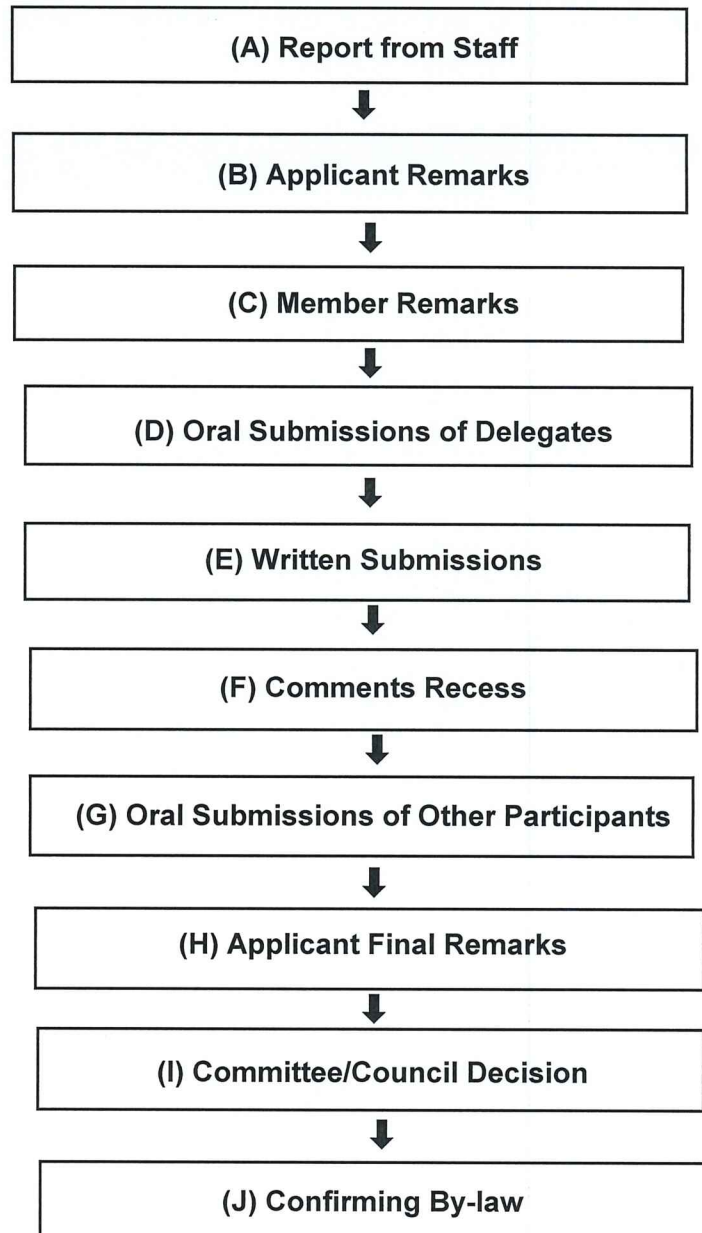 (A) Report from Staff
(B) Applicant Remarks
(C) Member Remarks
(D) Oral Submissions of Delegates
(E) Written Submissions
(F) Comments Recess
(G) Oral Submissions of Other Participants
(H) Applicant Final Remarks
(I) Committee/Council Decision
(J) Confirming By-law